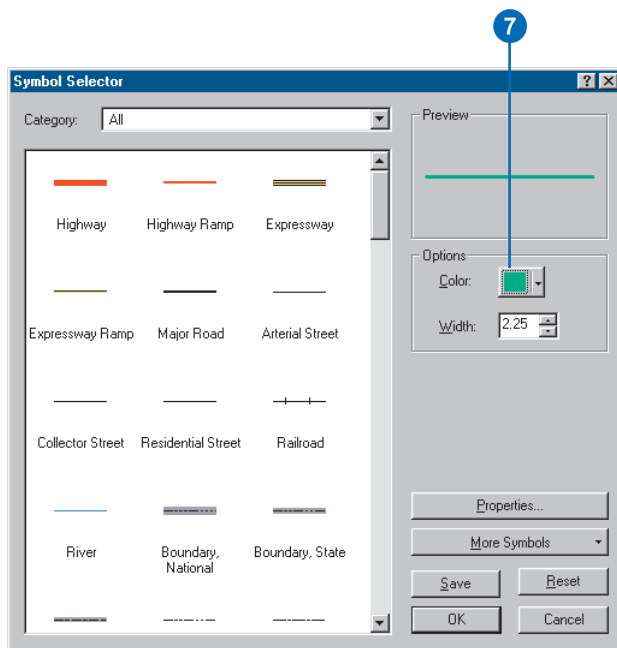 7
Symbol Selector
Category: All
Preview
Highway Highway Ramp Expressway
Options
Color:
Width: 2.25
Expressway Ramp Major Road Arterial Street
Collector Street Residential Street Railroad
River Boundary, National Boundary, State
Properties...
More Symbols
Save Reset
OK Cancel